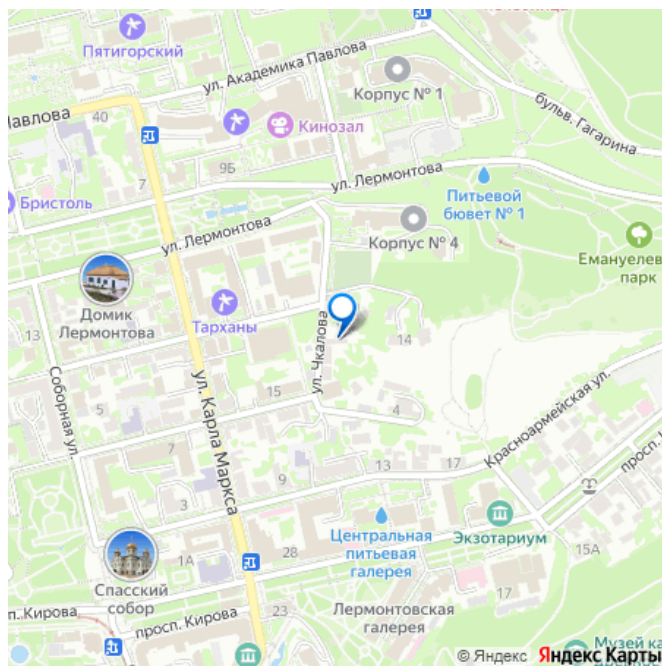 Пятигорский
ул. Академика Павлова
Корпус № 1
бульв. Гагарина
Павлова
40
Кинозал
9Б
7
ул. Лермонтова
Питьевой
бювет № 1
Бристоль
ул. Лермонтова
Корпус № 4
Емануелев
парк
Домик
Лермонтова
Тарханы
13
ул. Чкалова
14
Соборная ул.
ул. Карла Маркса
15
4
3
7
9
13
17
Красноармейская ул.
просп.
Центральная
питьевая
галерея
Экзотариум
1А
28
15А
Спасский
собор
п. Кирова
просп. Кирова
23
Лермонтовская
галерея
17
Музей ка
© Яндекс Яндекс Карты